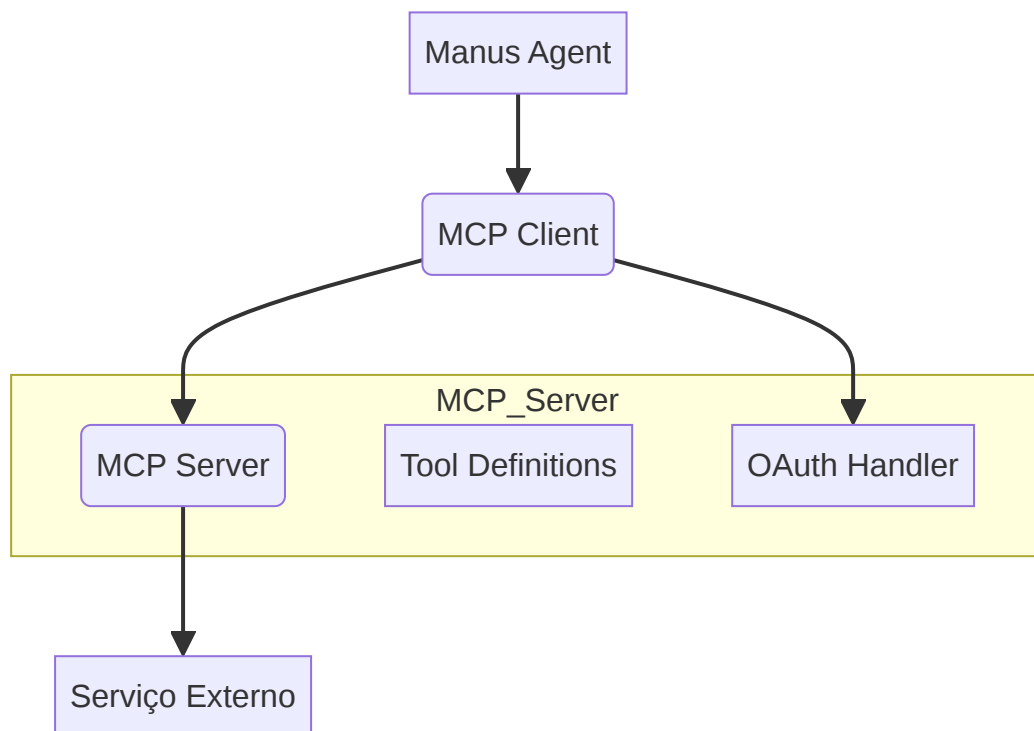 Manus Agent
MCP Client
MCP_Server
MCP Server
Tool Definitions
OAuth Handler
Serviço Externo